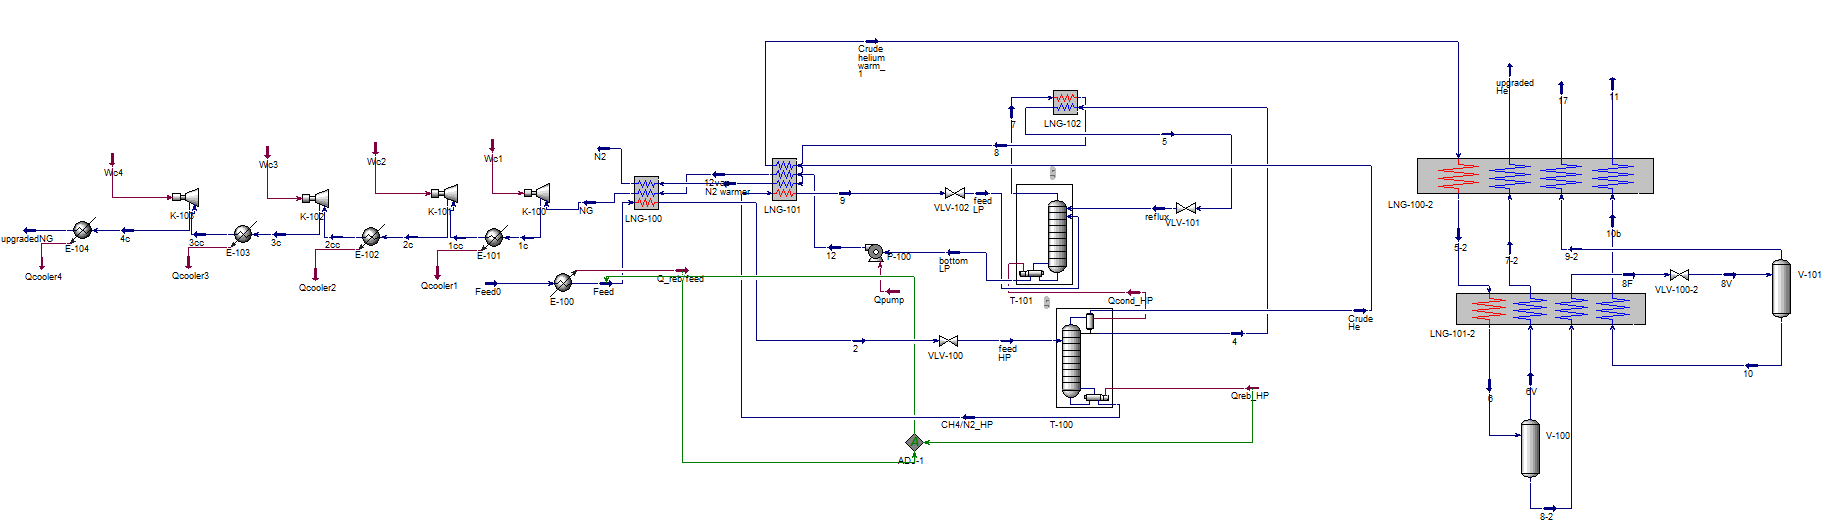 Crude
helium
warm_
1
upgraded
He
17
11
7
LNG-102
5
8
Wc4
Wc3
Wc2
Wc1
N2
12va
N2 warmer
LNG-100-2
K-102
K-101
K-100
NG
LNG-100
LNG-101
9
VLV-102
feed
LP
reflux
VLV-101
upgradedNG
E-104
4c
3cc
E-103
3c
2cc
E-102
2c
1cc
E-101
1c
5-2
7-2
10b
9-2
12
P-100
bottom
LP
Qcooler4
Qcooler3
Qcooler2
Qcooler1
Feed0
E-100
Q_reb/feed
Feed
Qpump
T-101
Qcond_HP
8F
VLV-100-2
8V
V-101
Crude
He
LNG-101-2
2
VLV-100
feed
HP
4
10
Qreb_HP
6
6V
CH4/N2_HP
T-100
V-100
A
ADJ-1
8-2